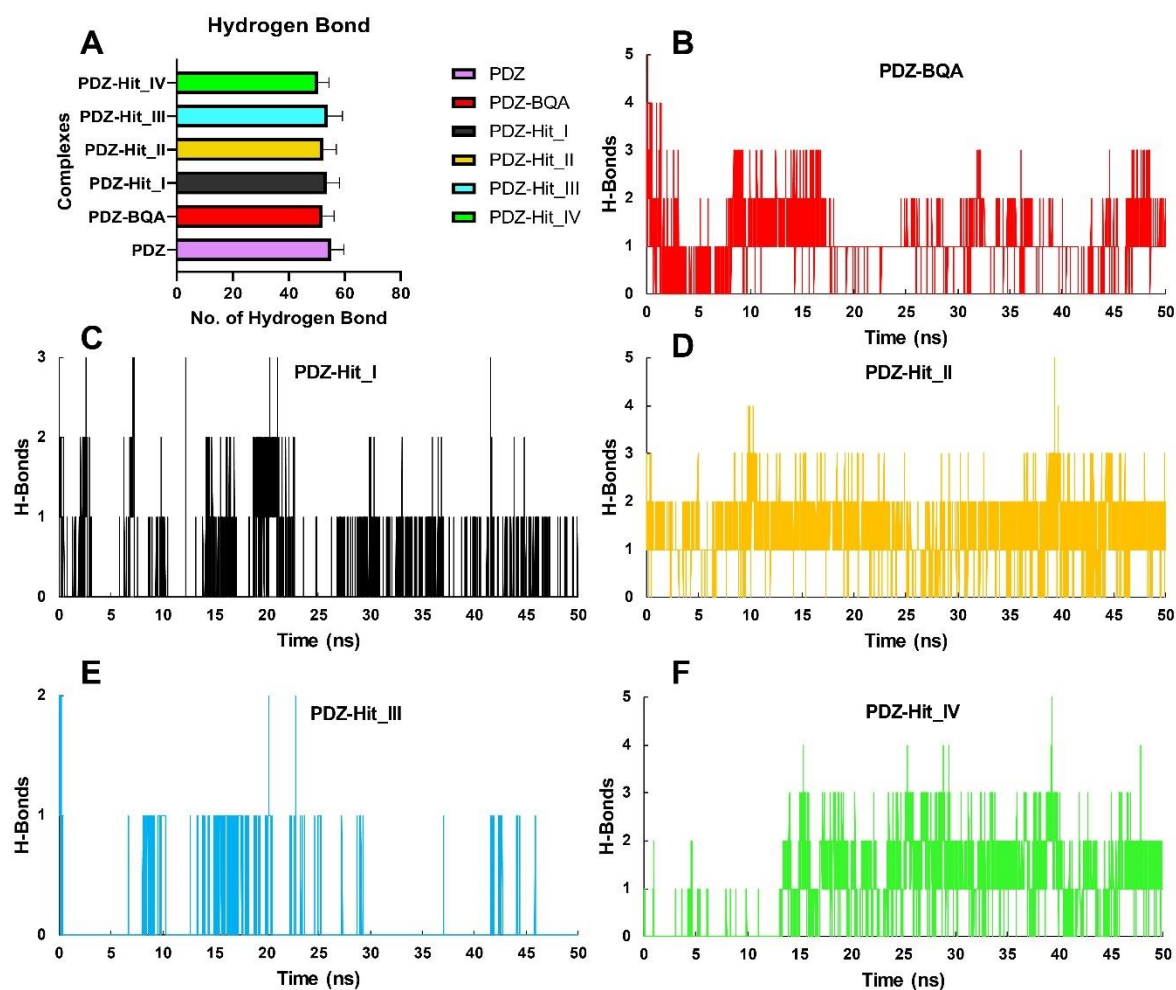 A
Hydrogen Bond
Complexes
PDZ-Hit_IV
PDZ-Hit_III
PDZ-Hit_II
PDZ-Hit_I
PDZ-BQA
PDZ
0 20 40 60 80
No. of Hydrogen Bond
PDZ
PDZ-BQA
PDZ-Hit_I
PDZ-Hit_II
PDZ-Hit_III
PDZ-Hit_IV
B
PDZ-BQA
H-Bonds
5
4
3
2
1
0
0 5 10 15 20 25 30 35 40 45 50
Time (ns)
C
PDZ-Hit_I
H-Bonds
3
2
1
0
0 5 10 15 20 25 30 35 40 45 50
Time (ns)
D
PDZ-Hit_II
H-Bonds
5
4
3
2
1
0
0 5 10 15 20 25 30 35 40 45 50
Time (ns)
E
PDZ-Hit_III
H-Bonds
2
1
0
0 5 10 15 20 25 30 35 40 45 50
Time (ns)
F
PDZ-Hit_IV
H-Bonds
5
4
3
2
1
0
0 5 10 15 20 25 30 35 40 45 50
Time (ns)